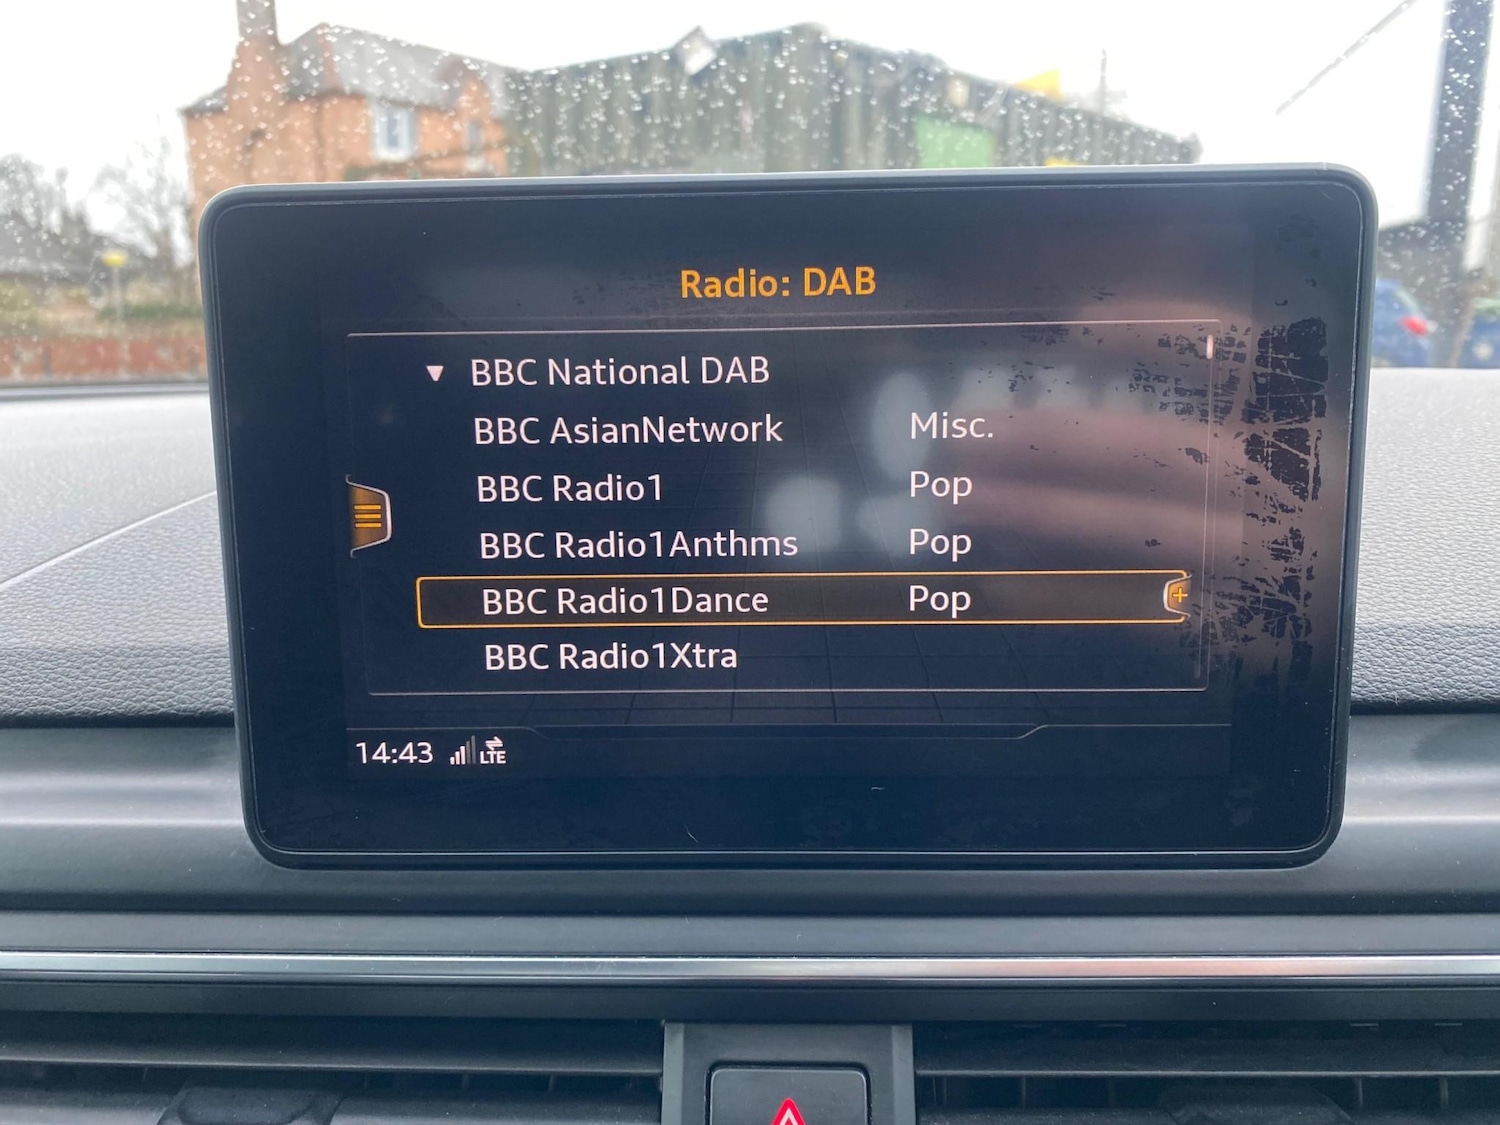 Radio: DAB
BBC National DAB
BBC AsianNetwork Misc.
BBC Radio1 Pop
BBC Radio1Anthms Pop
BBC Radio1Dance Pop
BBC Radio1Xtra
14:43 LTE